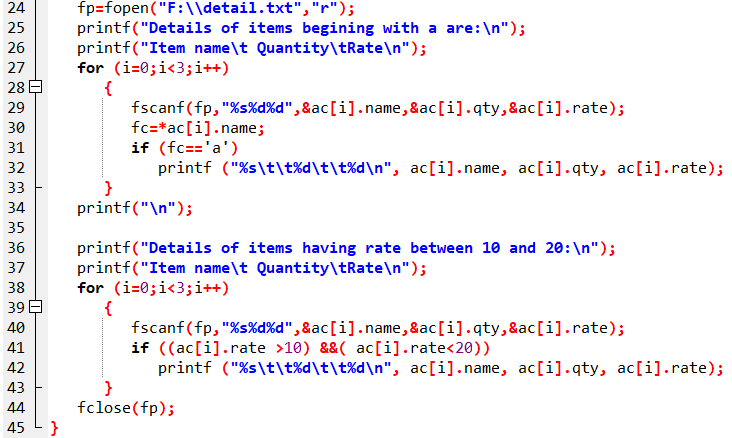 24 fp=fopen("F:\\detail.txt","r");
25 printf("Details of items begining with a are:\n");
26 printf("Item name\t Quantity\tRate\n");
27 for (i=0;i<3;i++)
28 {
29 fscanf(fp,"%s%d%d",&ac[i].name,&ac[i].qty,&ac[i].rate);
30 fc=*ac[i].name;
31 if (fc=='a')
32 printf ("%s\t\t%d\t\t%d\n", ac[i].name, ac[i].qty, ac[i].rate);
33 }
34 printf("\n");
35
36 printf("Details of items having rate between 10 and 20:\n");
37 printf("Item name\t Quantity\tRate\n");
38 for (i=0;i<3;i++)
39 {
40 fscanf(fp,"%s%d%d",&ac[i].name,&ac[i].qty,&ac[i].rate);
41 if ((ac[i].rate >10) &&( ac[i].rate<20))
42 printf ("%s\t\t%d\t\t%d\n", ac[i].name, ac[i].qty, ac[i].rate);
43 }
44 fclose(fp);
45 }